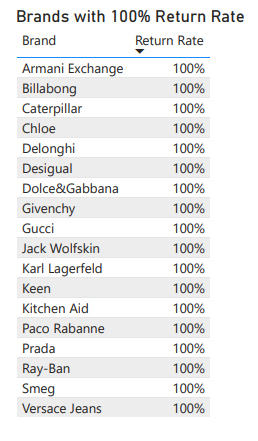 Brands with 100% Return Rate
Brand Return Rate
Armani Exchange 100%
Billabong 100%
Caterpillar 100%
Chloe 100%
Delonghi 100%
Desigual 100%
Dolce&Gabbana 100%
Givenchy 100%
Gucci 100%
Jack Wolfskin 100%
Karl Lagerfeld 100%
Keen 100%
Kitchen Aid 100%
Paco Rabanne 100%
Prada 100%
Ray-Ban 100%
Smeg 100%
Versace Jeans 100%